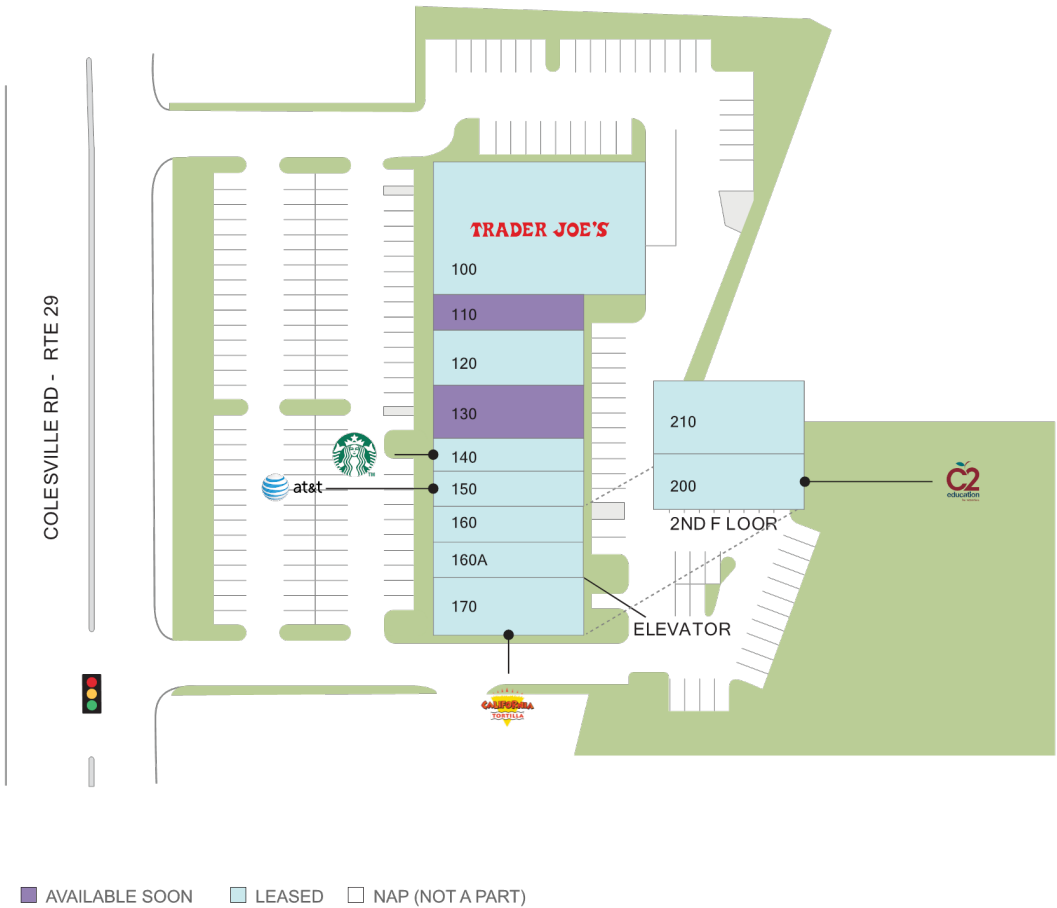 TRADER JOE'S
100
110
120
130
140
150
160
160A
170
210
200
2ND F LOOR
ELEVATOR
COLESVILLE RD - RTE 29
TM
at&t
C2
education
CALIFORNIA
TORTILLA
AVAILABLE SOON
LEASED
NAP (NOT A PART)